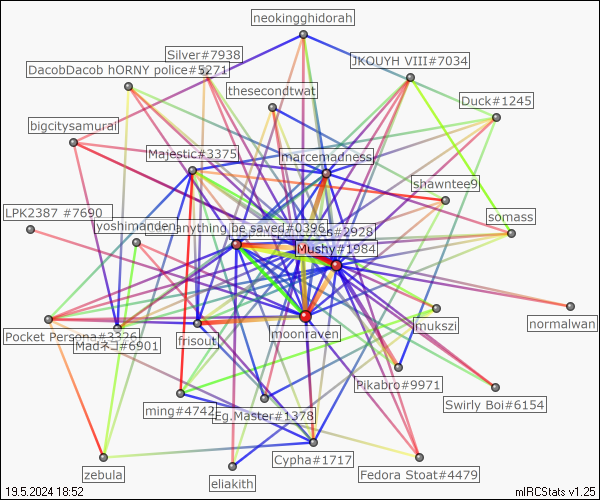 neokingghidorah
Silver#7938
JKOUYH VIII#7034
DacobDacob hORNY police#5271
thesecondtwat
Duck#1245
bigcitysamurai
Majestic#3375
marcemadness
shawntee9
LPK2387 #7690
somass
yoshimanden
anything be saved#0396
#2928
Mushy#1984
Pocket Persona#3326
Madネコ#6901
frisout
moonraven
mukszi
normalwan
Pikabro#9971
Swirly Boi#6154
ming#4742
Eg.Master#1378
Cypha#1717
zebula
eliakith
Fedora Stoat#4479
19.5.2024 18:52
mIRCStats v1.25